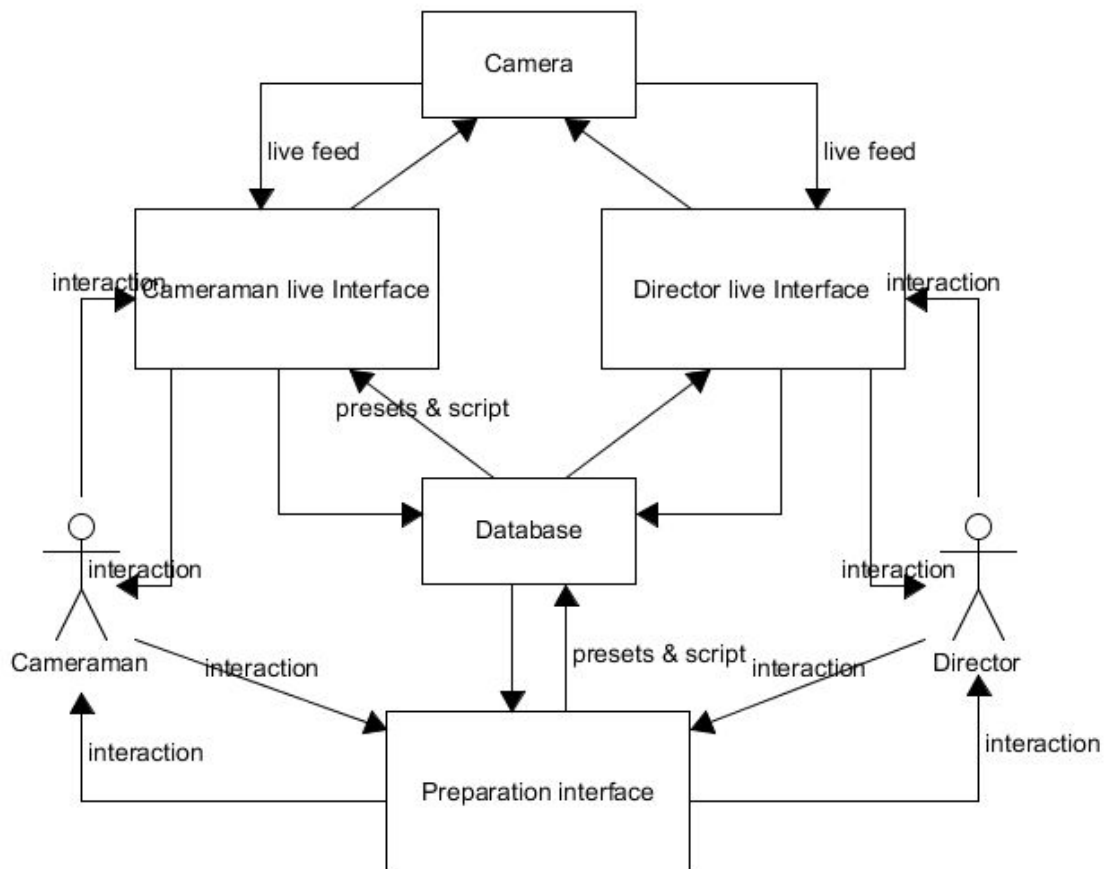 Camera
live feed
live feed
interaction
Cameraman live Interface
Director live Interface
interaction
presets & script
Database
interaction
interaction
Cameraman
interaction
presets & script
interaction
Director
interaction
Preparation interface
interaction